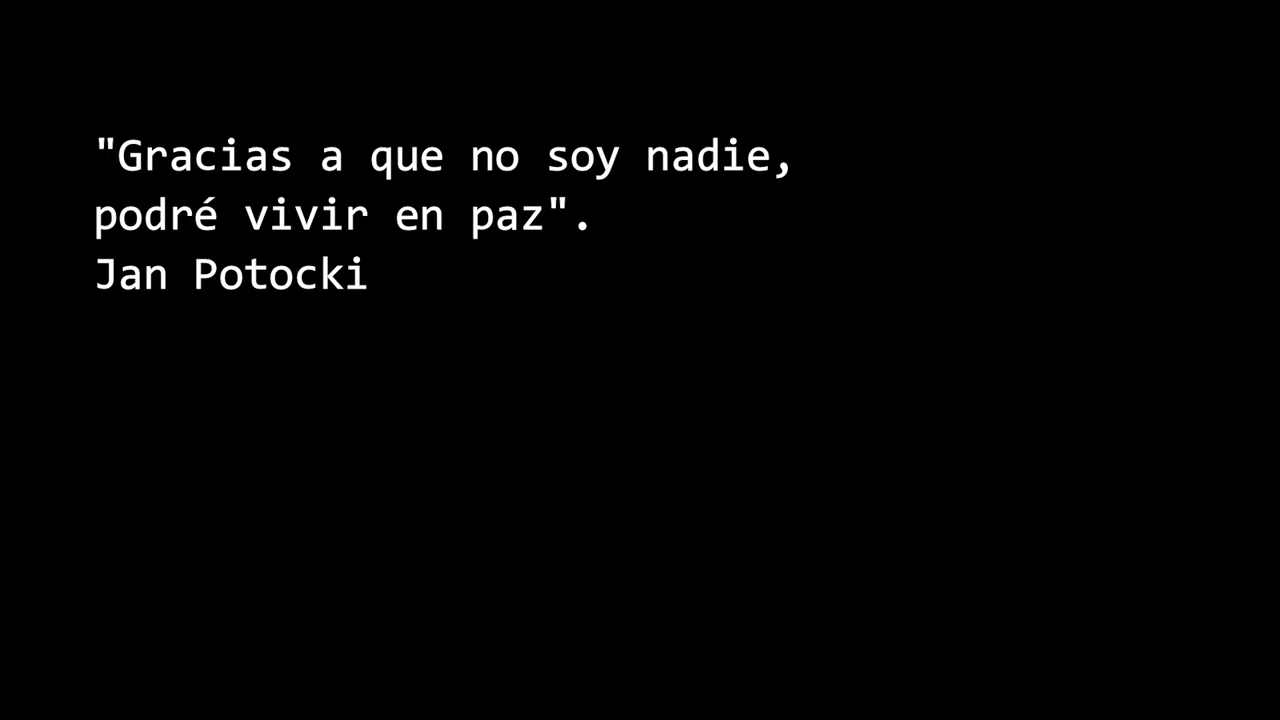 "Gracias a que no soy nadie,
podré vivir en paz".
Jan Potocki